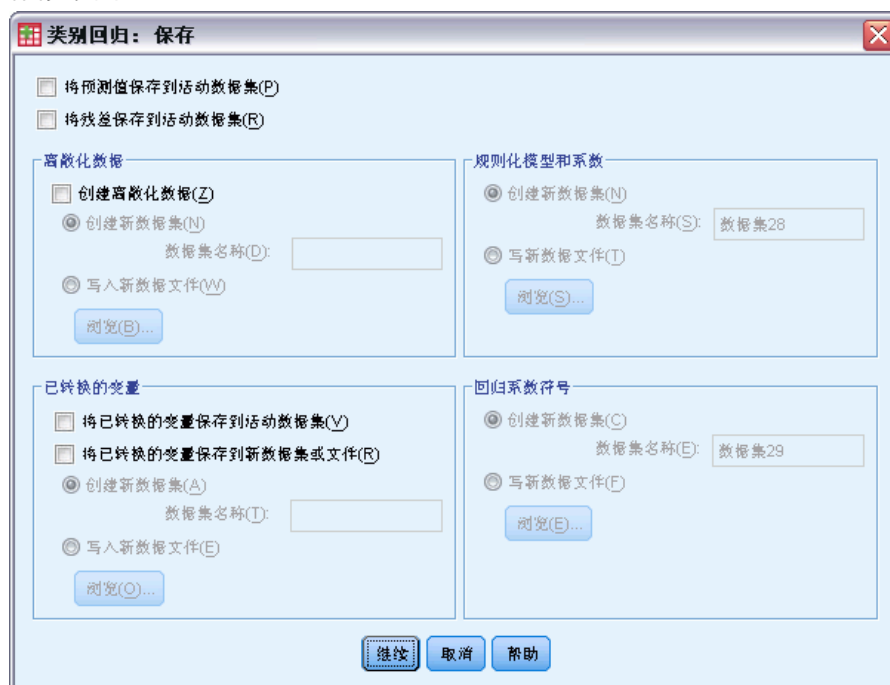 类别回归：保存
将预测值保存到活动数据集(P)
将残差保存到活动数据集(R)
离散化数据
创建离散化数据(Z)
创建新数据集(N)
数据集名称(D):
写入新数据文件(W)
浏览(B)...
规则化模型和系数
创建新数据集(N)
数据集名称(S): 数据集28
写新数据文件(T)
浏览(S)...
已转换的变量
将已转换的变量保存到活动数据集(V)
将已转换的变量保存到新数据集或文件(R)
创建新数据集(A)
数据集名称(T):
写入新数据文件(E)
浏览(O)...
回归系数符号
创建新数据集(C)
数据集名称(E): 数据集29
写新数据文件(F)
浏览(E)...
继续 取消 帮助